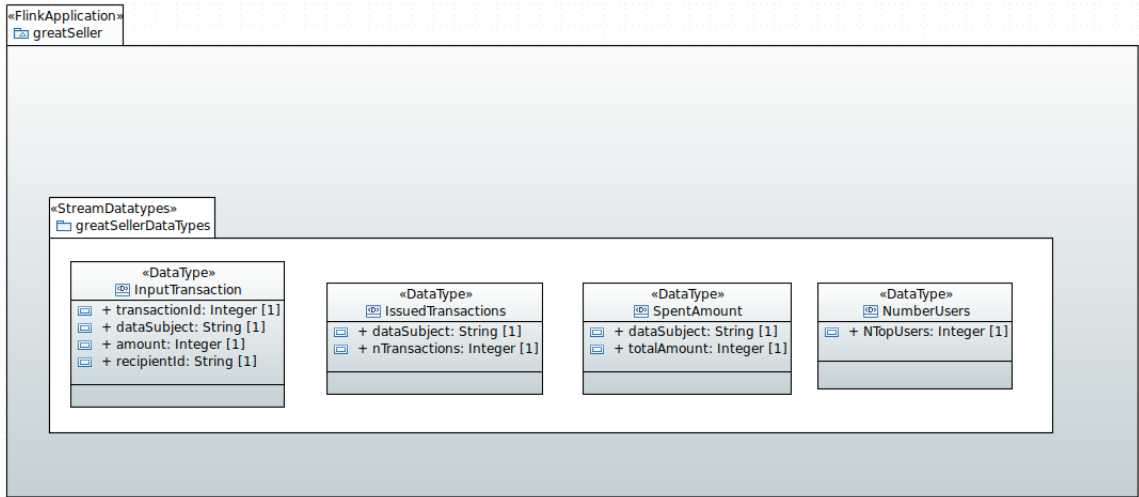 «FlinkApplication»
greatSeller
«StreamDatatypes»
greatSellerDataTypes
«DataType»
InputTransaction
+ transactionId: Integer [1]
+ dataSubject: String [1]
+ amount: Integer [1]
+ recipientId: String [1]
«DataType»
IssuedTransactions
+ dataSubject: String [1]
+ nTransactions: Integer [1]
«DataType»
SpentAmount
+ dataSubject: String [1]
+ totalAmount: Integer [1]
«DataType»
NumberUsers
+ NTopUsers: Integer [1]